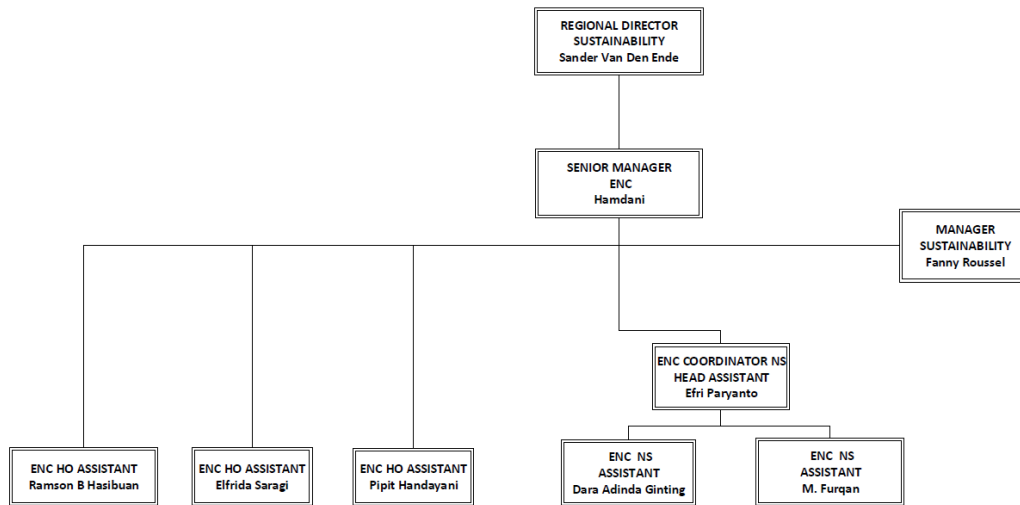 REGIONAL DIRECTOR
SUSTAINABILITY
Sander Van Den Ende
SENIOR MANAGER
ENC
Hamdani
MANAGER
SUSTAINABILITY
Fanny Roussel
ENC COORDINATOR NS
HEAD ASSISTANT
Efri Paryanto
ENC HO ASSISTANT
Ramson B Hasibuan
ENC HO ASSISTANT
Elfrida Saragi
ENC HO ASSISTANT
Pipit Handayani
ENC NS
ASSISTANT
Dara Adinda Ginting
ENC NS
ASSISTANT
M. Furqan